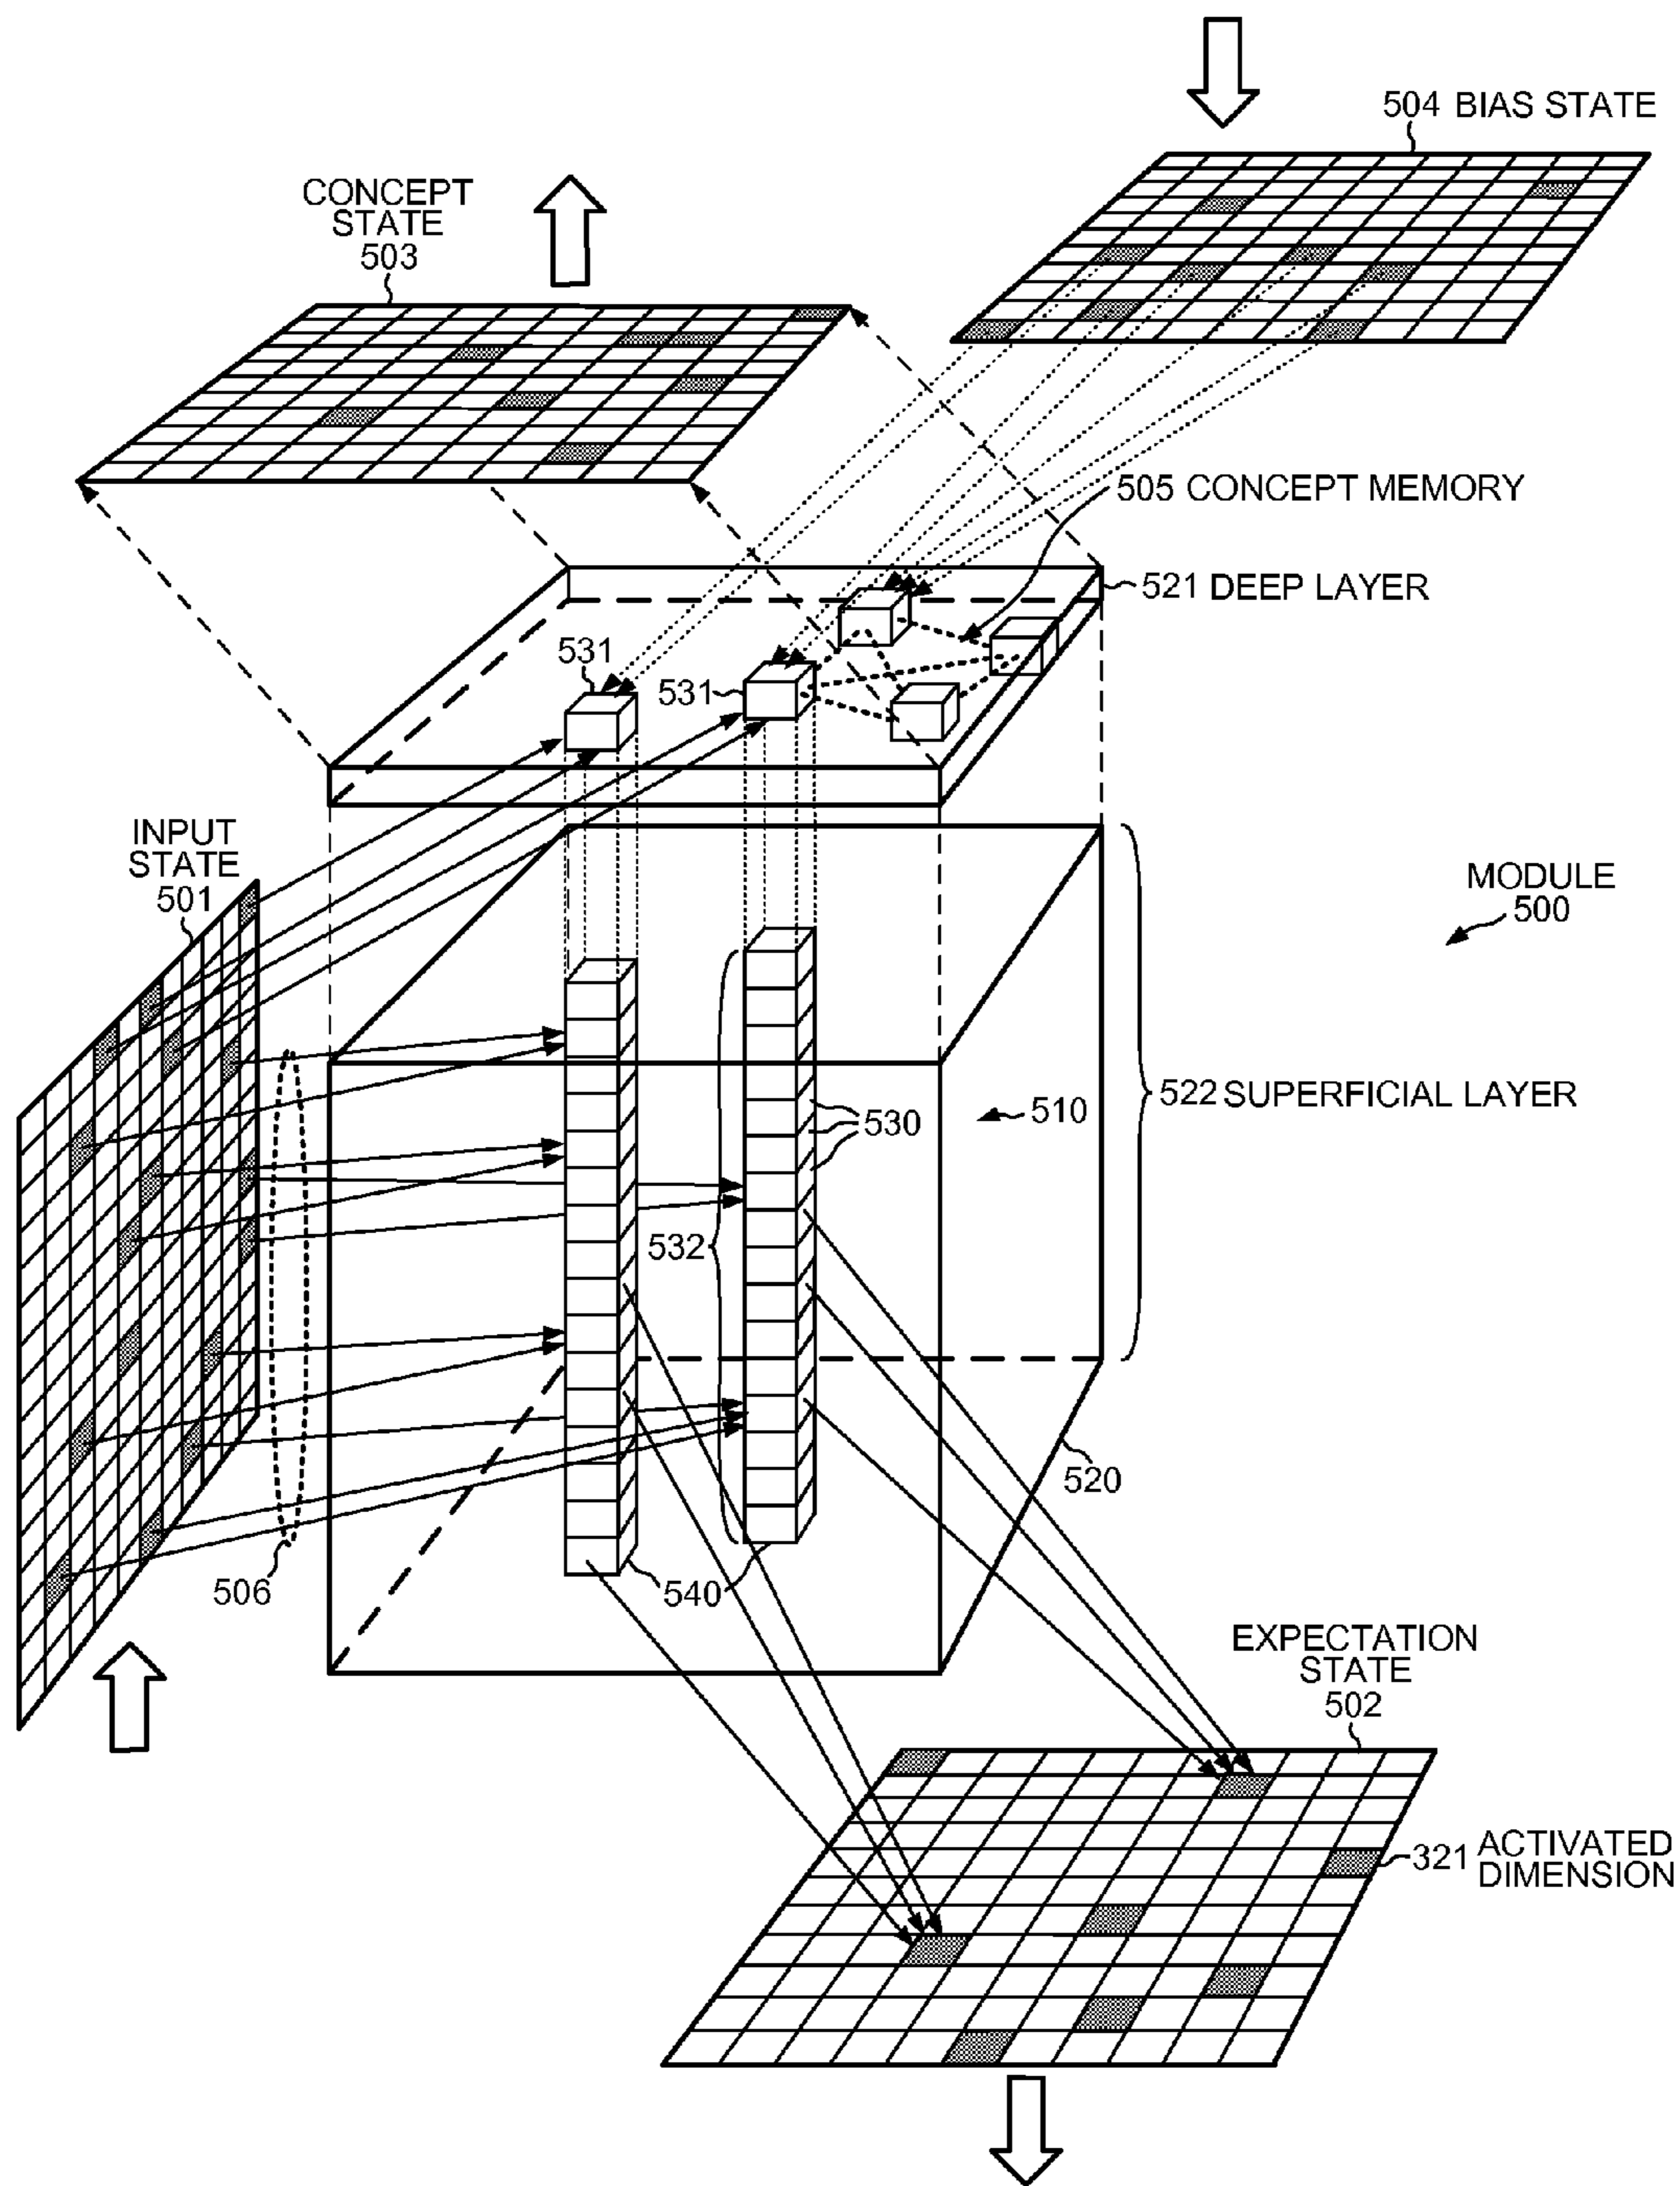 504 BIAS STATE
CONCEPT
STATE
503
505 CONCEPT MEMORY
521 DEEP LAYER
531
531
INPUT
STATE
501
MODULE
500
522 SUPERFICIAL LAYER
510
530
532
520
506
540
EXPECTATION
STATE
502
321 ACTIVATED
DIMENSION